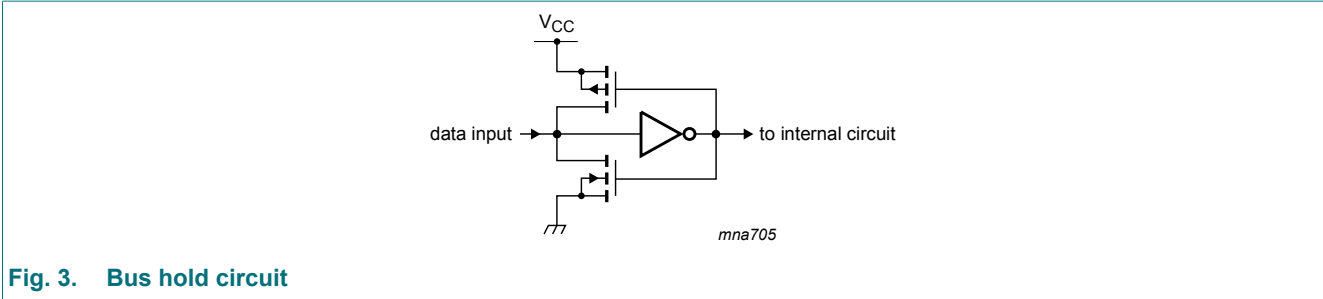 VCC
data input
to internal circuit
mna705
Fig. 3. Bus hold circuit